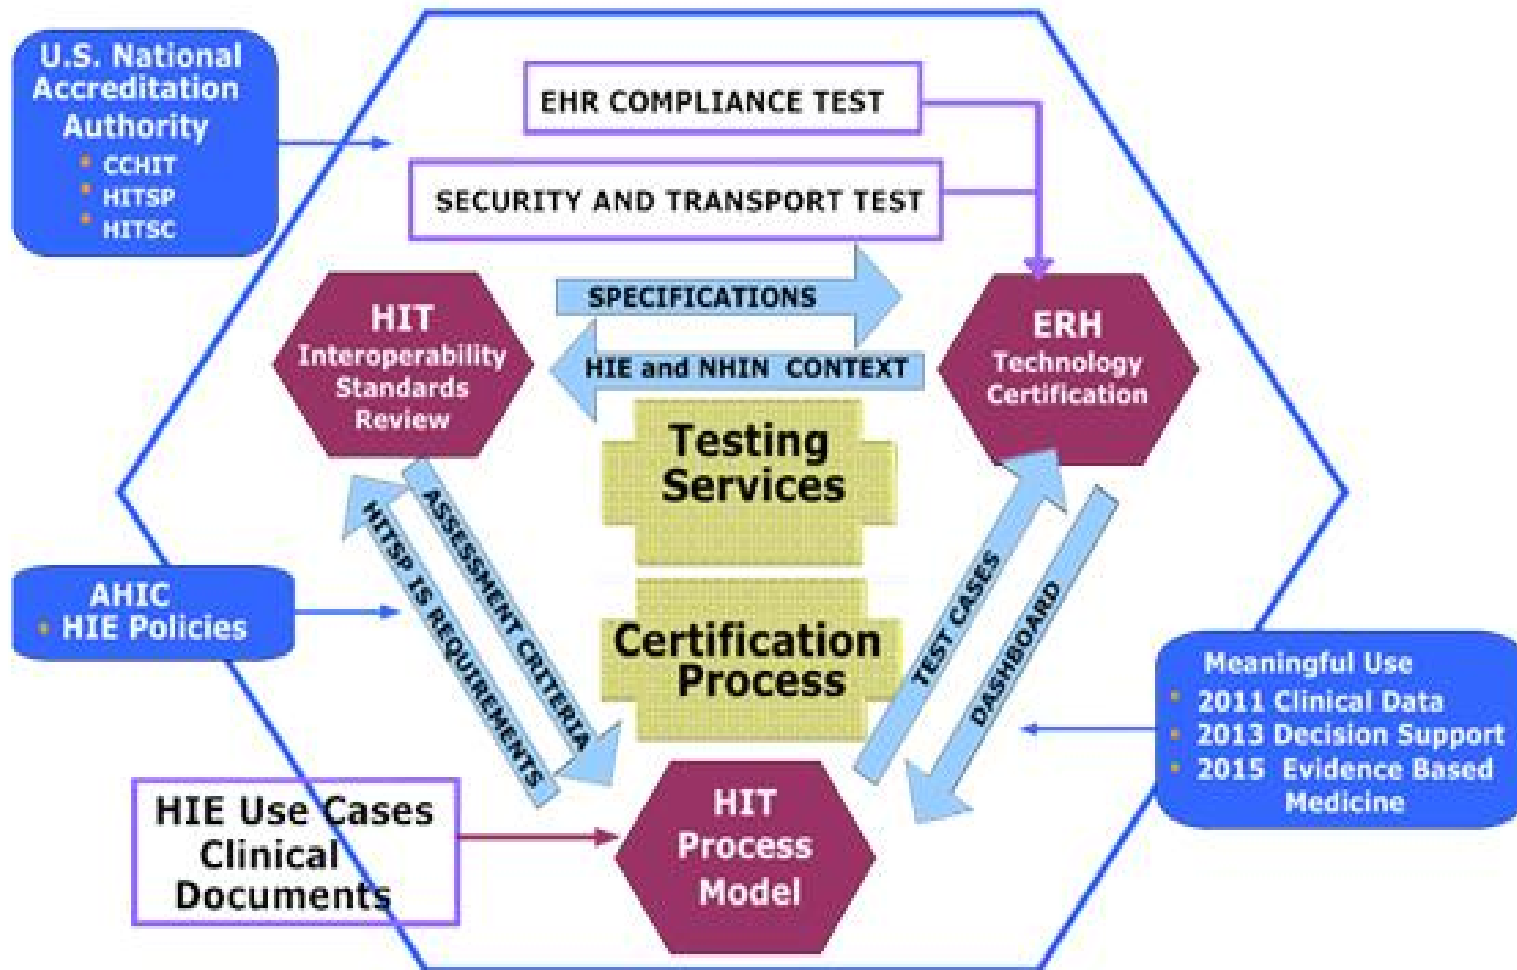 U.S. National
Accreditation
Authority
CCHIT
HITSP
HITSC
EHR COMPLIANCE TEST
SECURITY AND TRANSPORT TEST
SPECIFICATIONS
HIE and NHIN CONTEXT
HIT
Interoperability
Standards
Review
ERH
Technology
Certification
Testing
Services
Certification
Process
ASSESSMENT CRITERIA
HITSP IS REQUIREMENTS
TEST CASES
DASHBOARD
AHIC
HIE Policies
Meaningful Use
2011 Clinical Data
2013 Decision Support
2015 Evidence Based
Medicine
HIE Use Cases
Clinical
Documents
HIT
Process
Model